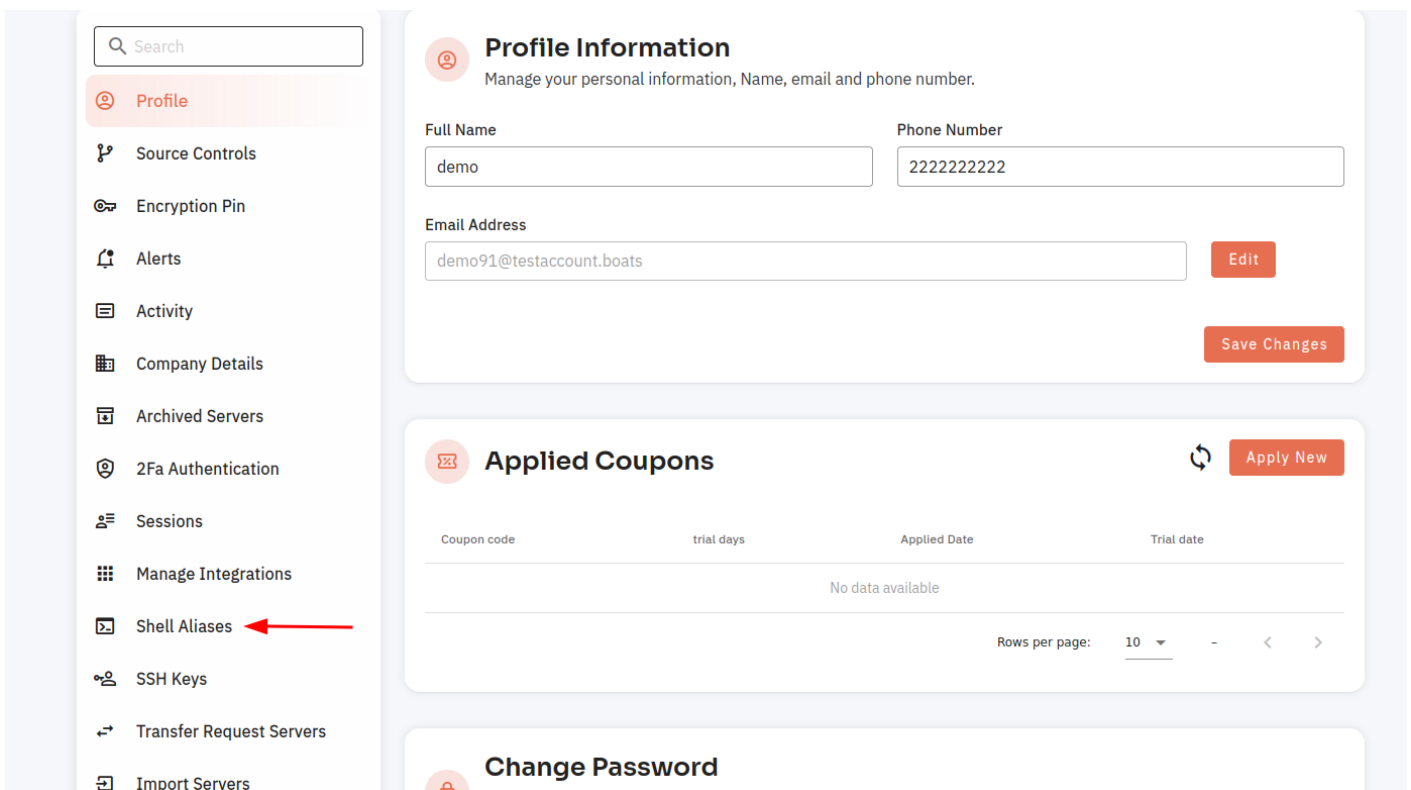 Search
Profile
Source Controls
Encryption Pin
Alerts
Activity
Company Details
Archived Servers
2Fa Authentication
Sessions
Manage Integrations
Shell Aliases
SSH Keys
Transfer Request Servers
Import Servers
Profile Information
Manage your personal information, Name, email and phone number.
Full Name
Phone Number
demo
2222222222
Email Address
demo91@testaccount.boats
Edit
Save Changes
Applied Coupons
Apply New
Coupon code trial days Applied Date Trial date
No data available
Rows per page: 10 -
Change Password